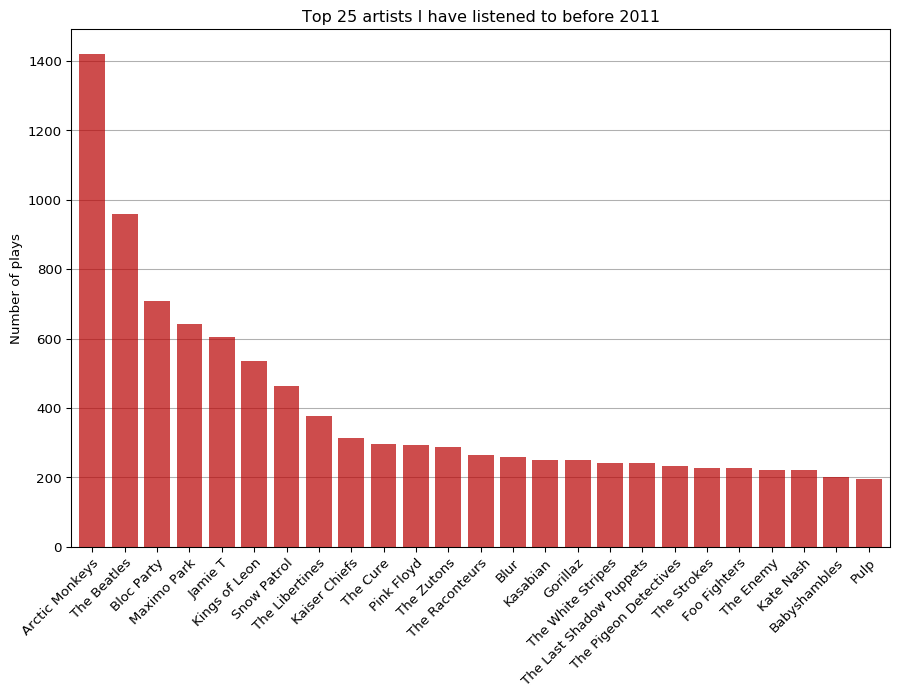 Top 25 artists I have listened to before 2011
Number of plays
1400
1200
1000
800
600
400
200
0
Arctic Monkeys
The Beatles
Bloc Party
Maximo Park
Jamie T
Kings of Leon
Snow Patrol
The Libertines
Kaiser Chiefs
The Cure
Pink Floyd
The Zutons
The Raconteurs
Blur
Kasabian
Gorillaz
The White Stripes
The Last Shadow Puppets
The Pigeon Detectives
The Strokes
Foo Fighters
The Enemy
Kate Nash
Babyshambles
Pulp